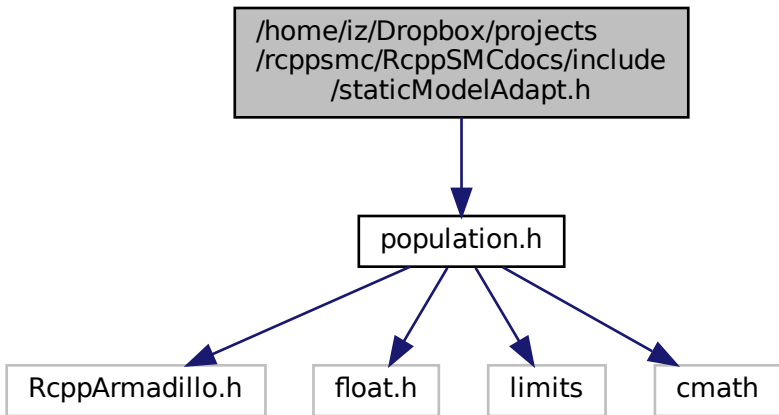 /home/iz/Dropbox/projects
/rcppsmc/RcppSMCdocs/include
/staticModelAdapt.h
population.h
RcppArmadillo.h
float.h
limits
cmath